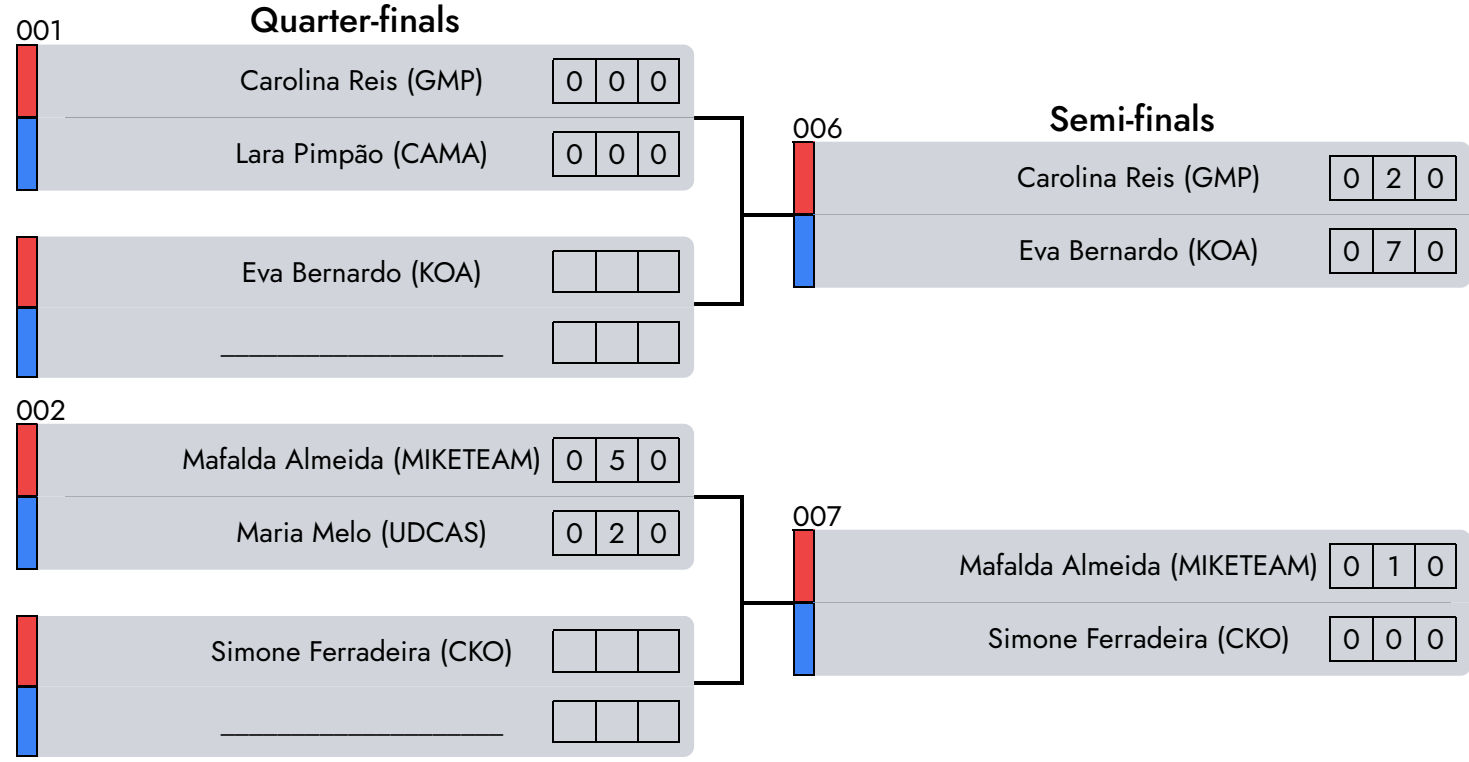 Quarter-finals
001
Carolina Reis (GMP) 0 0 0
Lara Pimpão (CAMA) 0 0 0
Eva Bernardo (KOA)
____________________
002
Mafalda Almeida (MIKETEAM) 0 5 0
Maria Melo (UDCAS) 0 2 0
Simone Ferradeira (CKO)
____________________
Semi-finals
006
Carolina Reis (GMP) 0 2 0
Eva Bernardo (KOA) 0 7 0
007
Mafalda Almeida (MIKETEAM) 0 1 0
Simone Ferradeira (CKO) 0 0 0